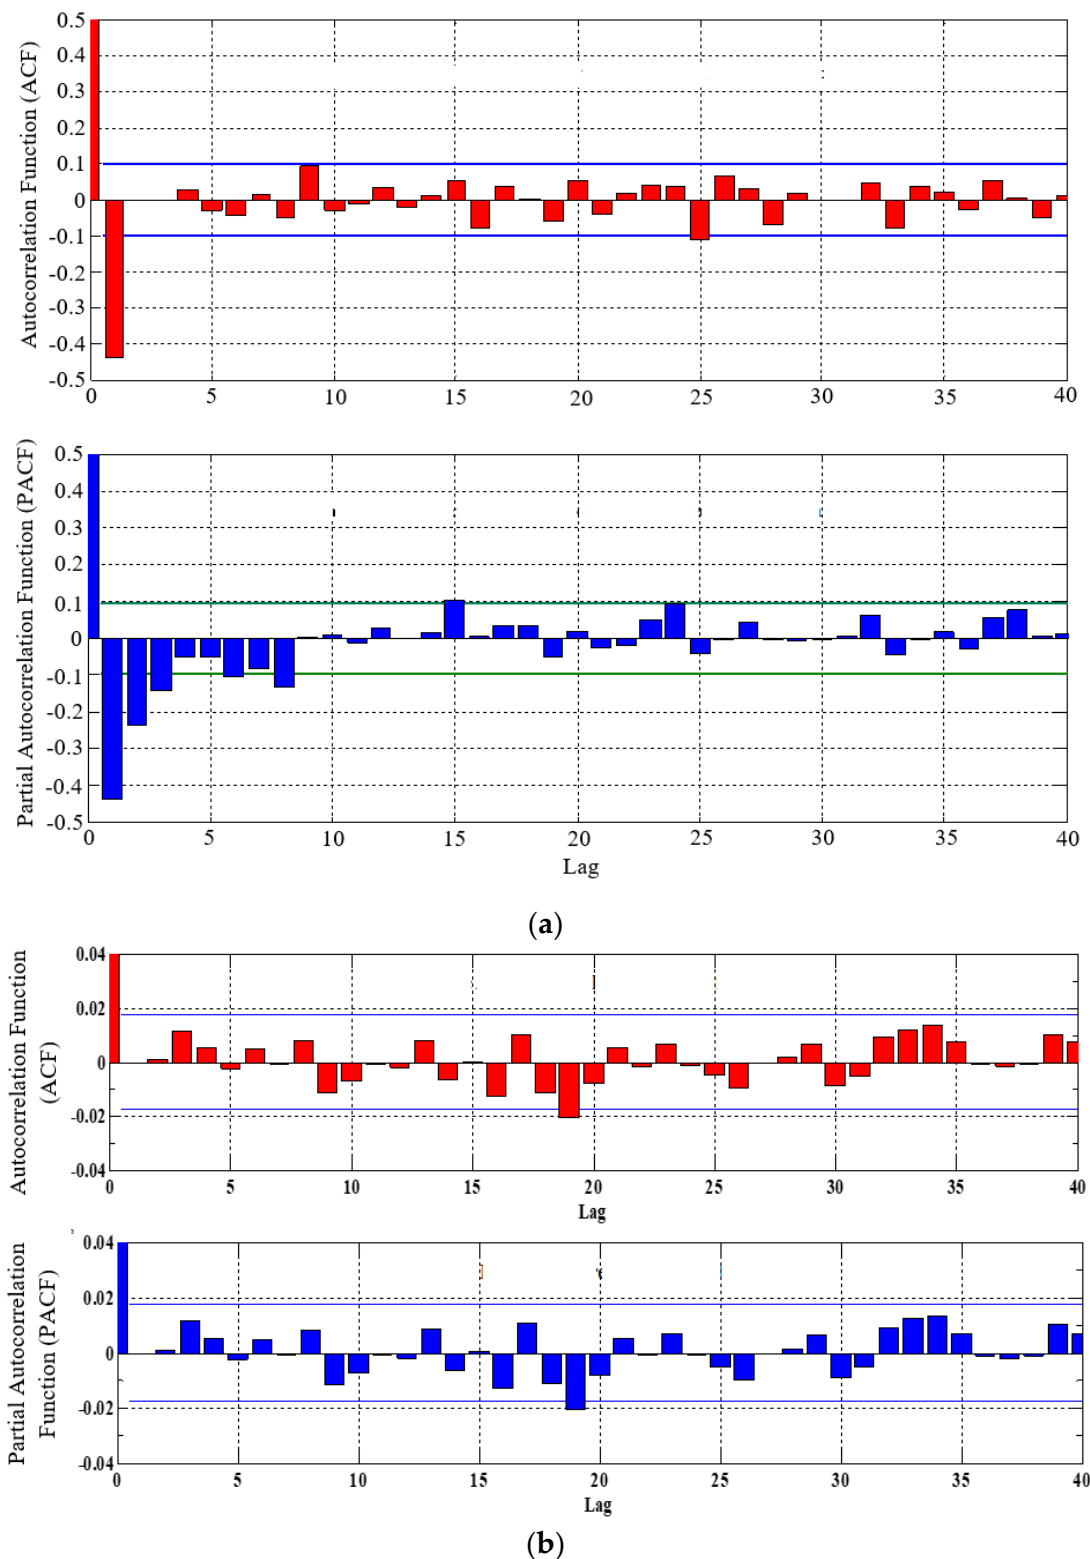 Autocorrelation Function (ACF)
0.5
0.4
0.3
0.2
0.1
0
-0.1
-0.2
-0.3
-0.4
-0.5
0 5 10 15 20 25 30 35 40
Partial Autocorrelation Function (PACF)
0.5
0.4
0.3
0.2
0.1
0
-0.1
-0.2
-0.3
-0.4
-0.5
0 5 10 15 20 25 30 35 40
Lag
(a)
Autocorrelation Function
(ACF)
0.04
0.02
0
-0.02
-0.04
0 5 10 15 20 25 30 35 40
Lag
Partial Autocorrelation
Function (PACF)
0.04
0.02
0
-0.02
-0.04
0 5 10 15 20 25 30 35 40
Lag
(b)